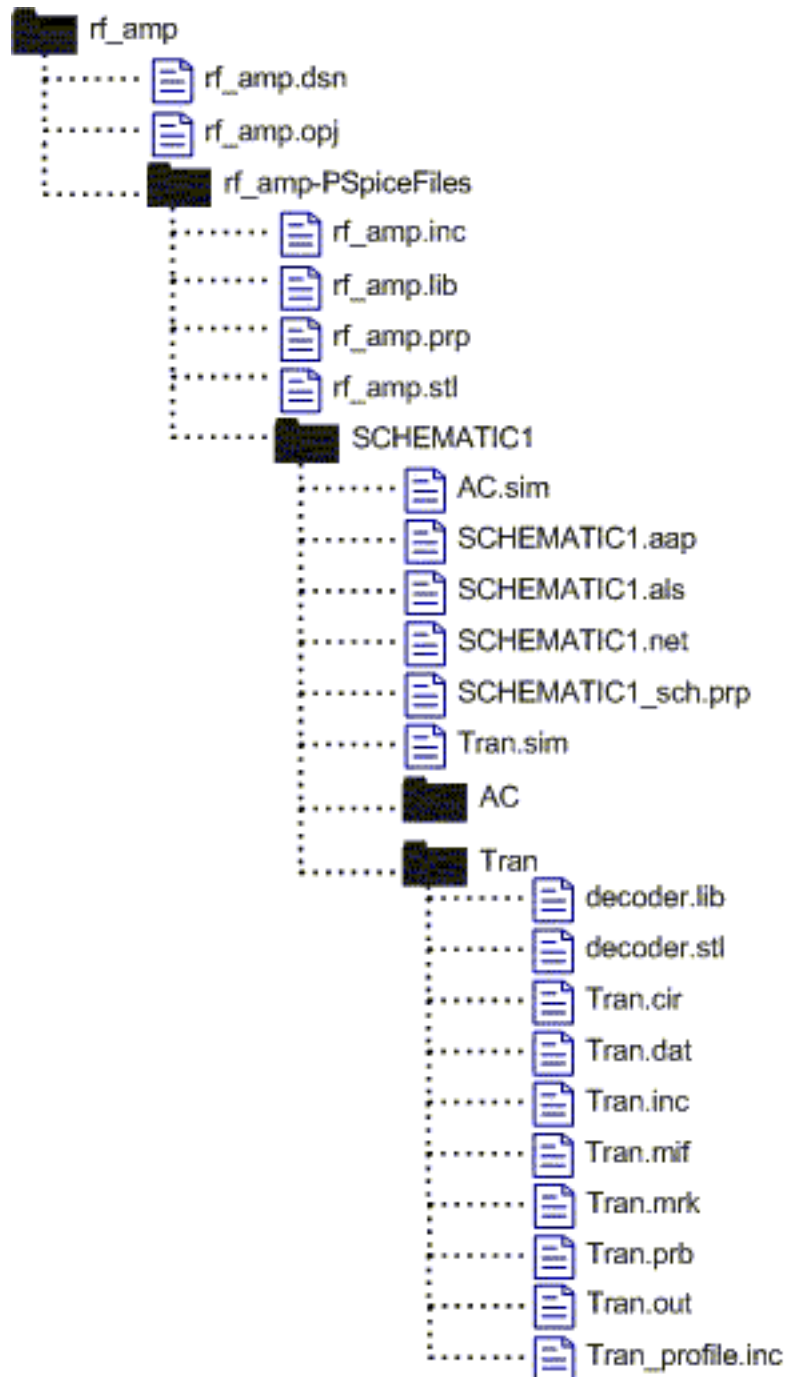 rf_amp
rf_amp.dsn
rf_amp.opj
rf_amp-PSpiceFiles
rf_amp.inc
rf_amp.lib
rf_amp.prp
rf_amp.stl
SCHEMATIC1
AC.sim
SCHEMATIC1.aap
SCHEMATIC1.als
SCHEMATIC1.net
SCHEMATIC1_sch.prp
Tran.sim
AC
Tran
decoder.lib
decoder.stl
Tran.cir
Tran.dat
Tran.inc
Tran.mif
Tran.mrk
Tran.prb
Tran.out
Tran_profile.inc